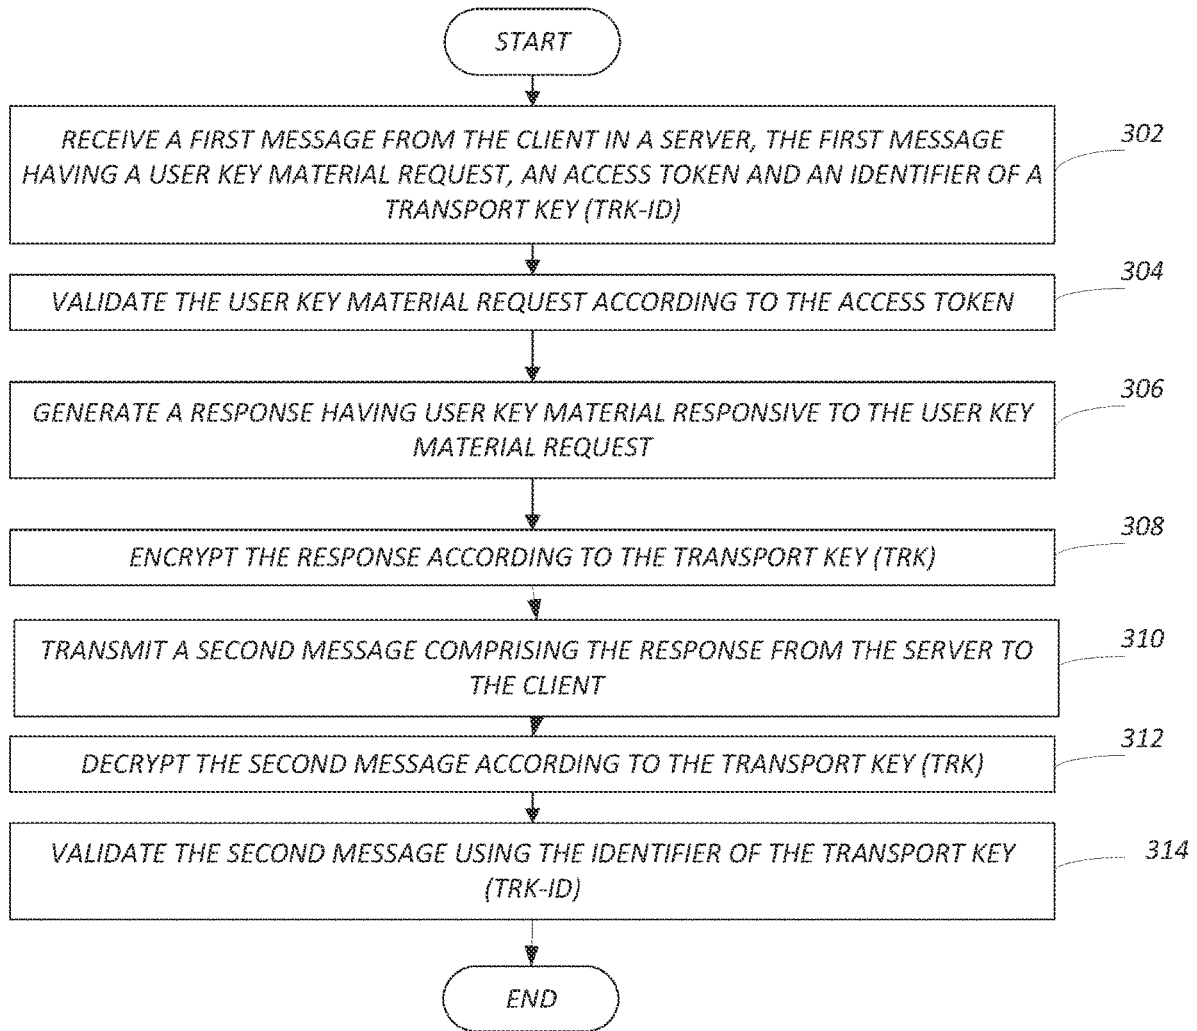 START
RECEIVE A FIRST MESSAGE FROM THE CLIENT IN A SERVER, THE FIRST MESSAGE
HAVING A USER KEY MATERIAL REQUEST, AN ACCESS TOKEN AND AN IDENTIFIER OF A
TRANSPORT KEY (TRK-ID)
302
VALIDATE THE USER KEY MATERIAL REQUEST ACCORDING TO THE ACCESS TOKEN
304
GENERATE A RESPONSE HAVING USER KEY MATERIAL RESPONSIVE TO THE USER KEY
MATERIAL REQUEST
306
ENCRYPT THE RESPONSE ACCORDING TO THE TRANSPORT KEY (TRK)
308
TRANSMIT A SECOND MESSAGE COMPRISING THE RESPONSE FROM THE SERVER TO
THE CLIENT
310
DECRYPT THE SECOND MESSAGE ACCORDING TO THE TRANSPORT KEY (TRK)
312
VALIDATE THE SECOND MESSAGE USING THE IDENTIFIER OF THE TRANSPORT KEY
(TRK-ID)
314
END